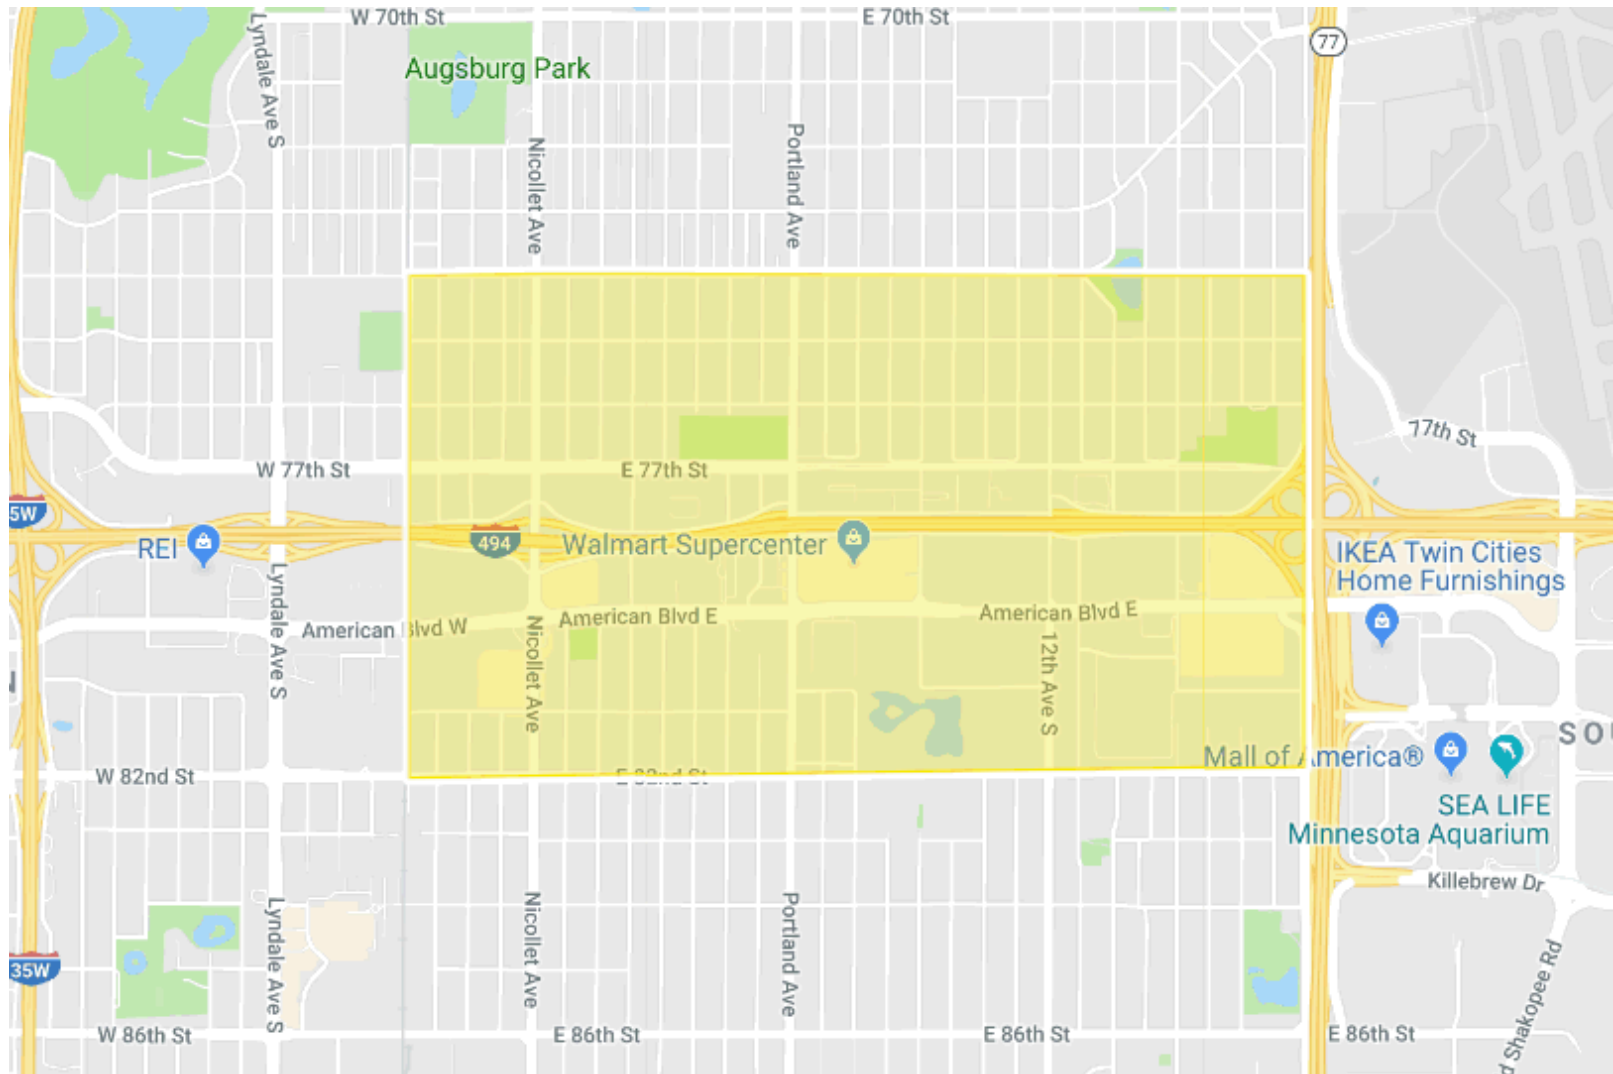 W 70th St
E 70th St
77
Lyndale Ave S
Augsburg Park
Nicollet Ave
Portland Ave
77th St
W 77th St
E 77th St
5W
494
REI
Walmart Supercenter
IKEA Twin Cities
Home Furnishings
Lyndale Ave S
American Blvd W
American Blvd E
American Blvd E
Nicollet Ave
12th Ave S
N
SOU
Mall of America®
W 82nd St
E 82nd St
SEA LIFE
Minnesota Aquarium
Killebrew Dr
Lyndale Ave S
Nicollet Ave
Portland Ave
35W
d Shakopee Rd
W 86th St
E 86th St
E 86th St
E 86th St